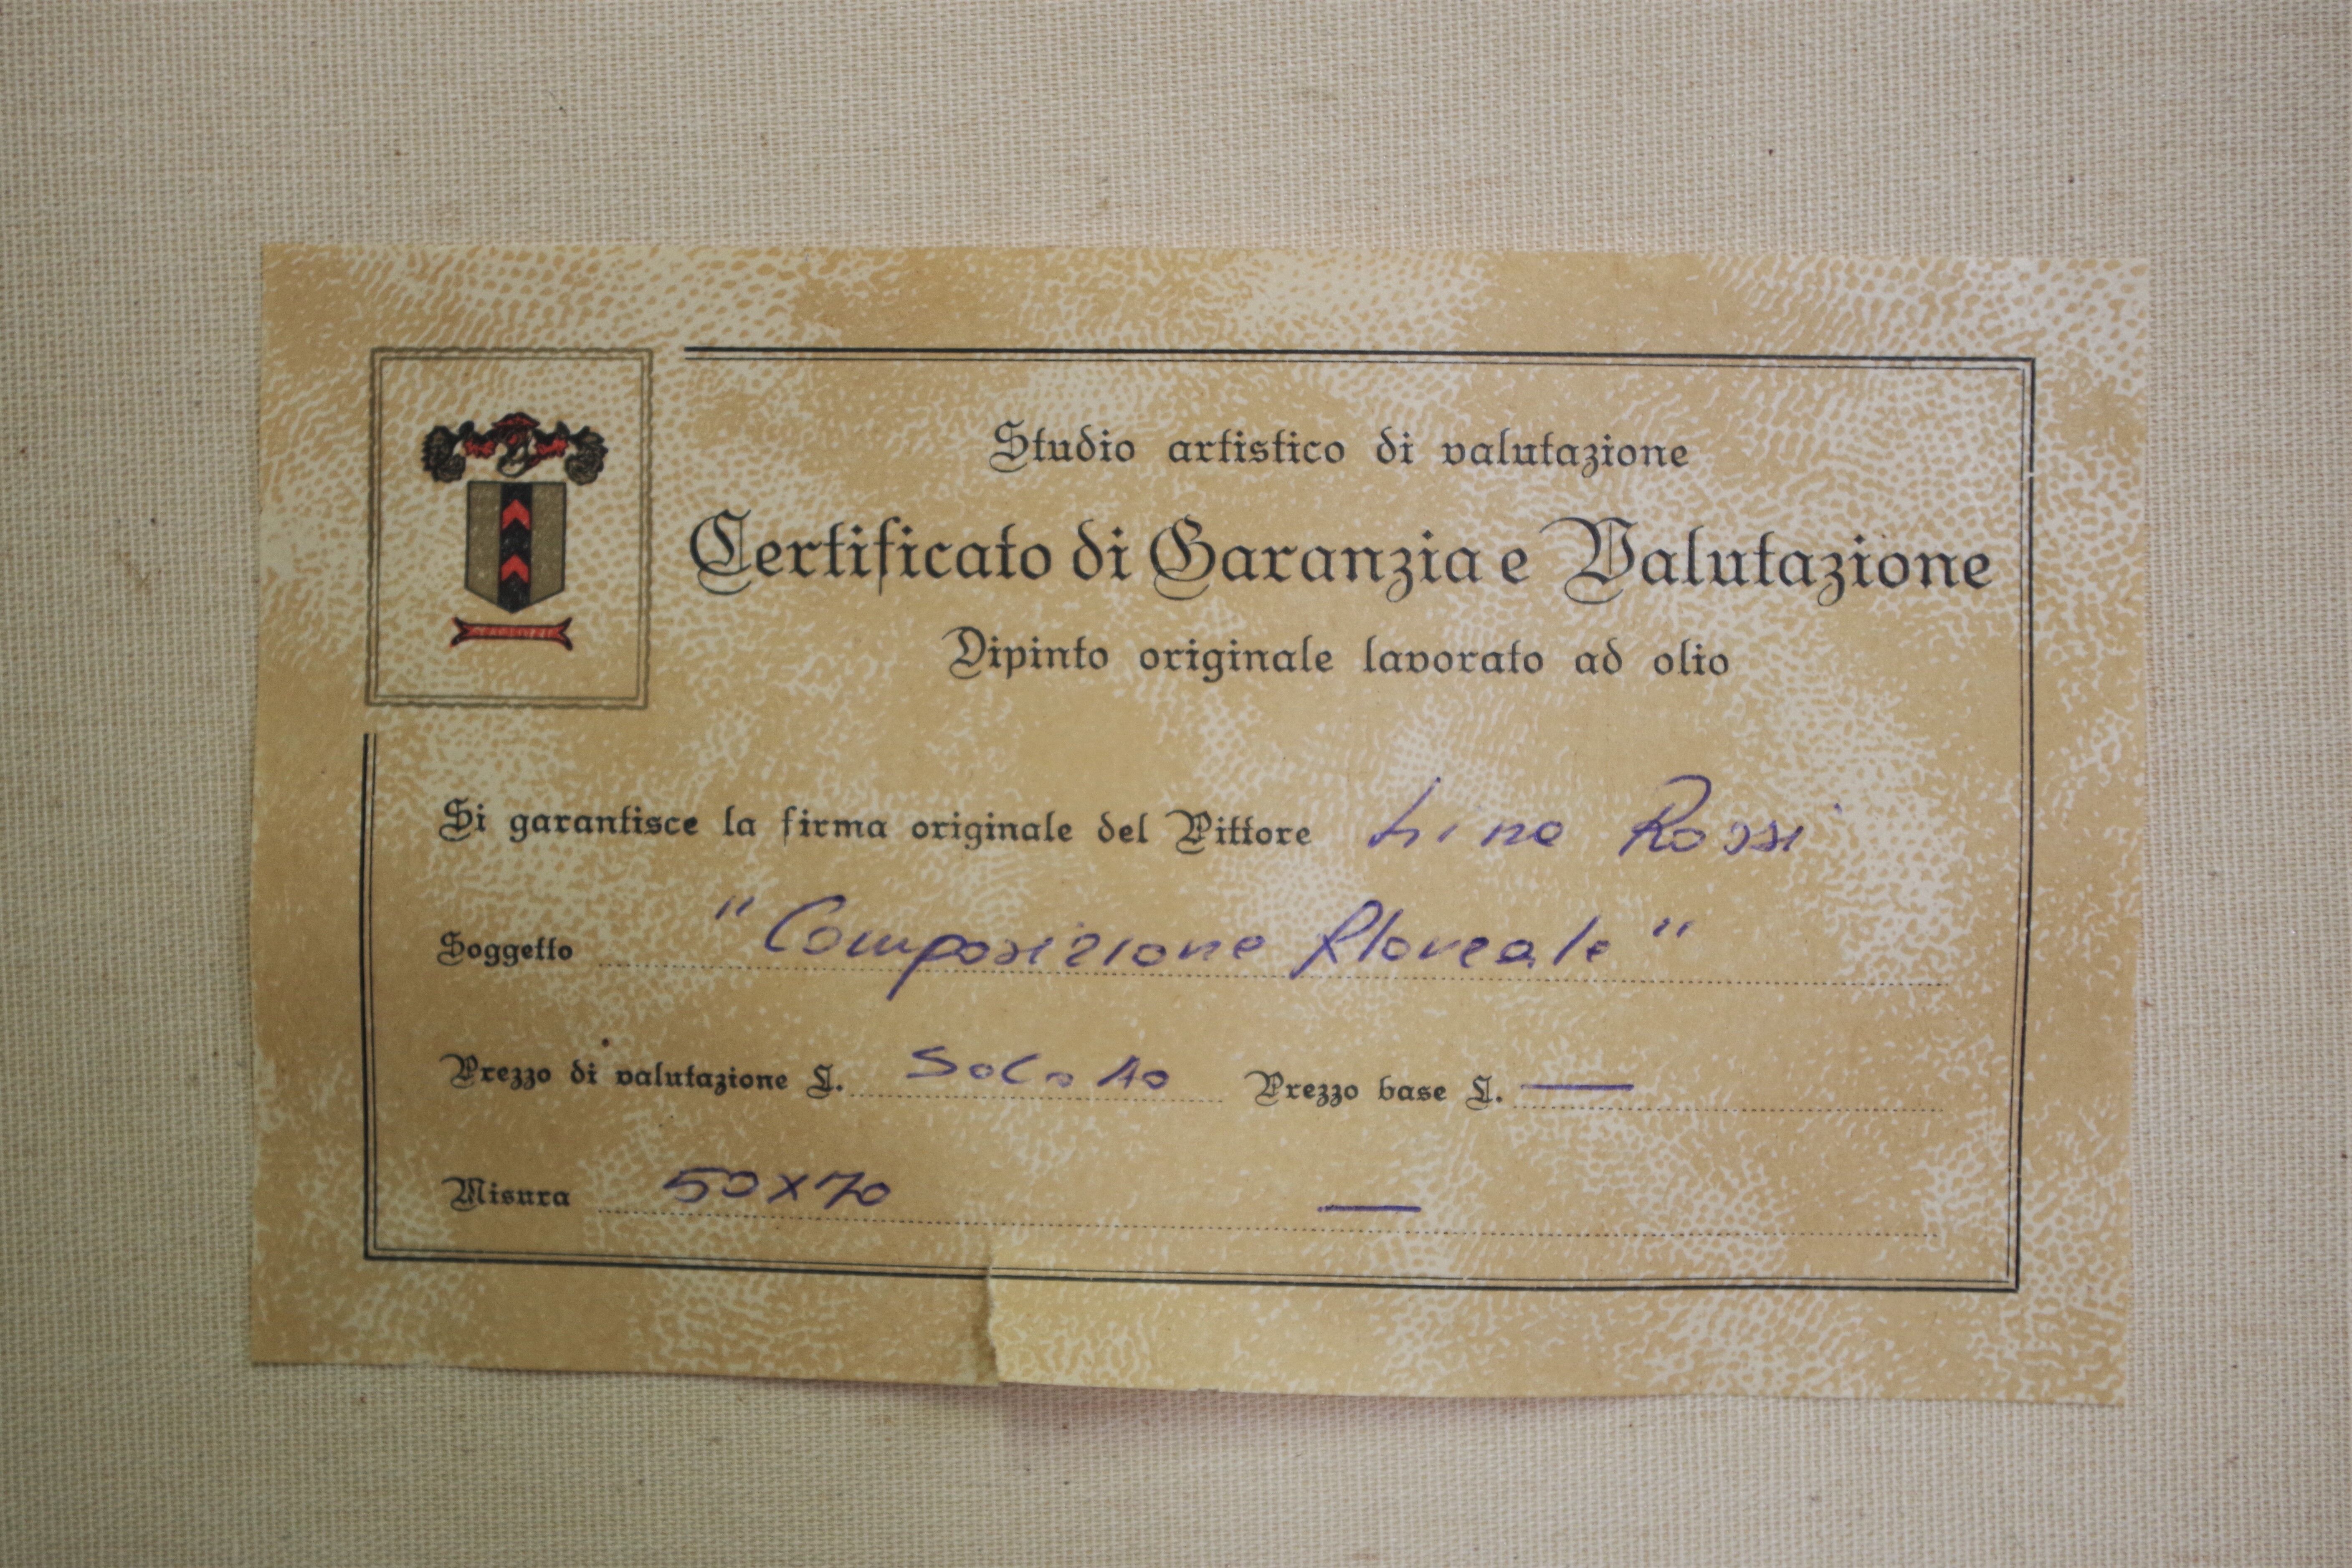 Studio artistico di valutazione
Certificato di Garanzia e Valutazione
Dipinto originale lavorato ad olio
Si garantisce la firma originale del Pittore Lino Rossi
Soggetto "Composizione floreale"
Prezzo di valutazione L. Prezzo base L. —
Misura 50x70 —